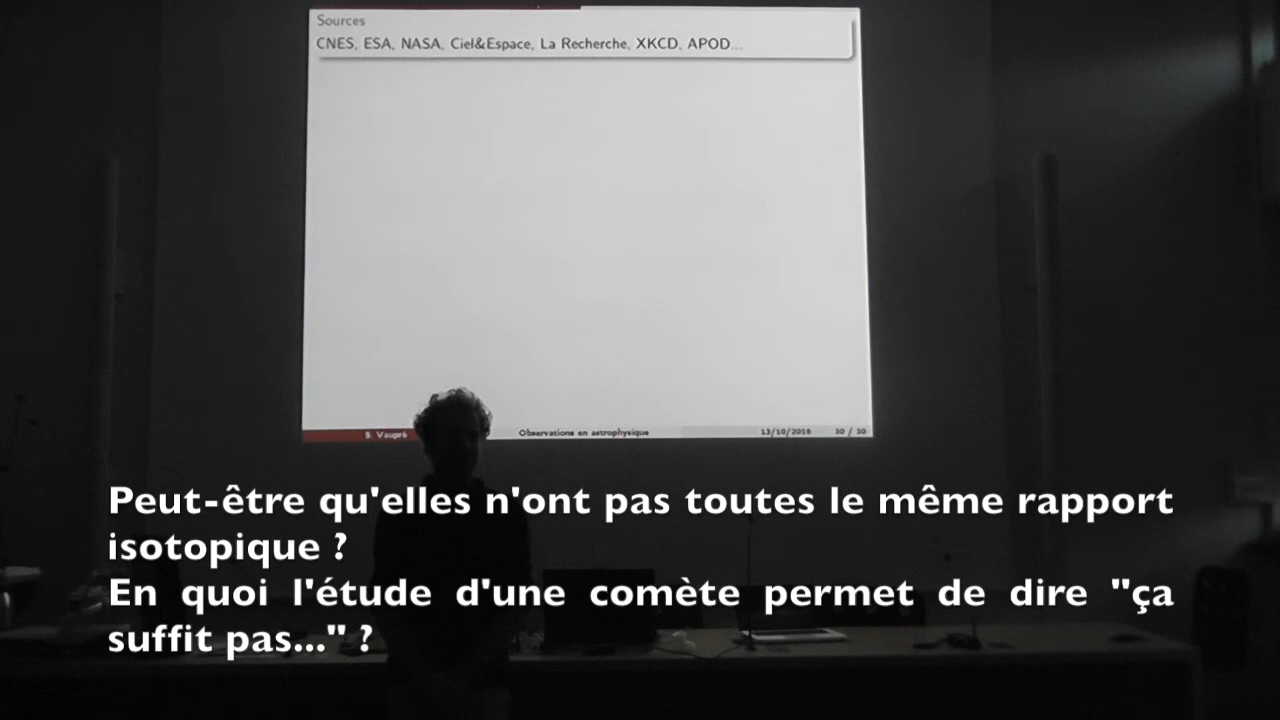 Sources
CNES, ESA, NASA, Ciel&Espace, La Recherche, XKCD, APOD...
S. Vaupré
Observations en astrophysique
13/10/2016
30 / 30
Peut-être qu'elles n'ont pas toutes le même rapport
isotopique ?
En quoi l'étude d'une comète permet de dire "ça
suffit pas..." ?